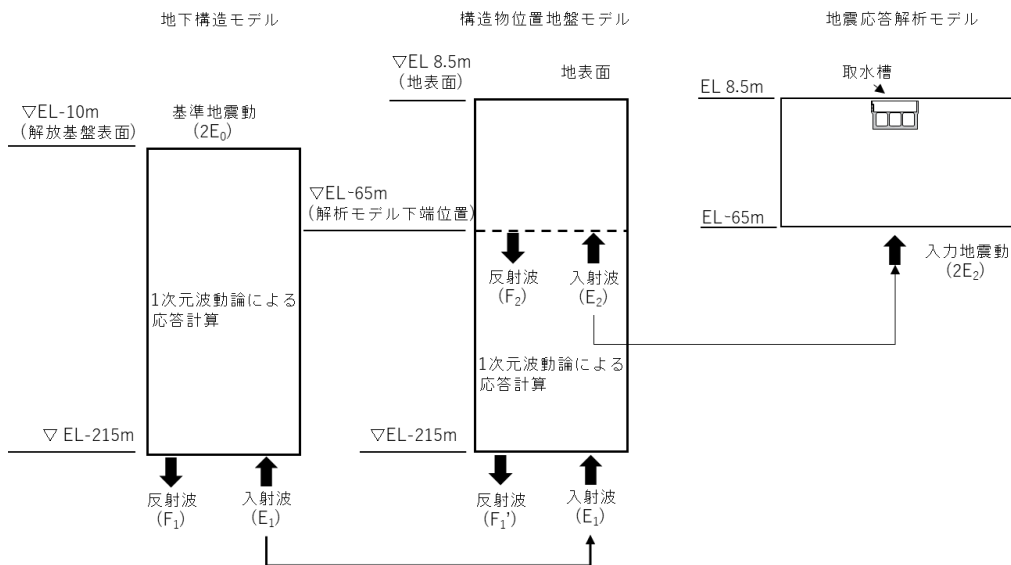 地下構造モデル
▽EL-10m
(解放基盤表面)
基準地震動
(2E₀)
1次元波動論による
応答計算
▽ EL-215m
反射波
(F₁)
入射波
(E₁)
構造物位置地盤モデル
▽EL 8.5m
(地表面)
地表面
▽EL-65m
(解析モデル下端位置)
反射波
(F₂)
入射波
(E₂)
1次元波動論による
応答計算
▽EL-215m
反射波
(F₁')
入射波
(E₁)
地震応答解析モデル
取水槽
EL 8.5m
EL-65m
入力地震動
(2E₂)